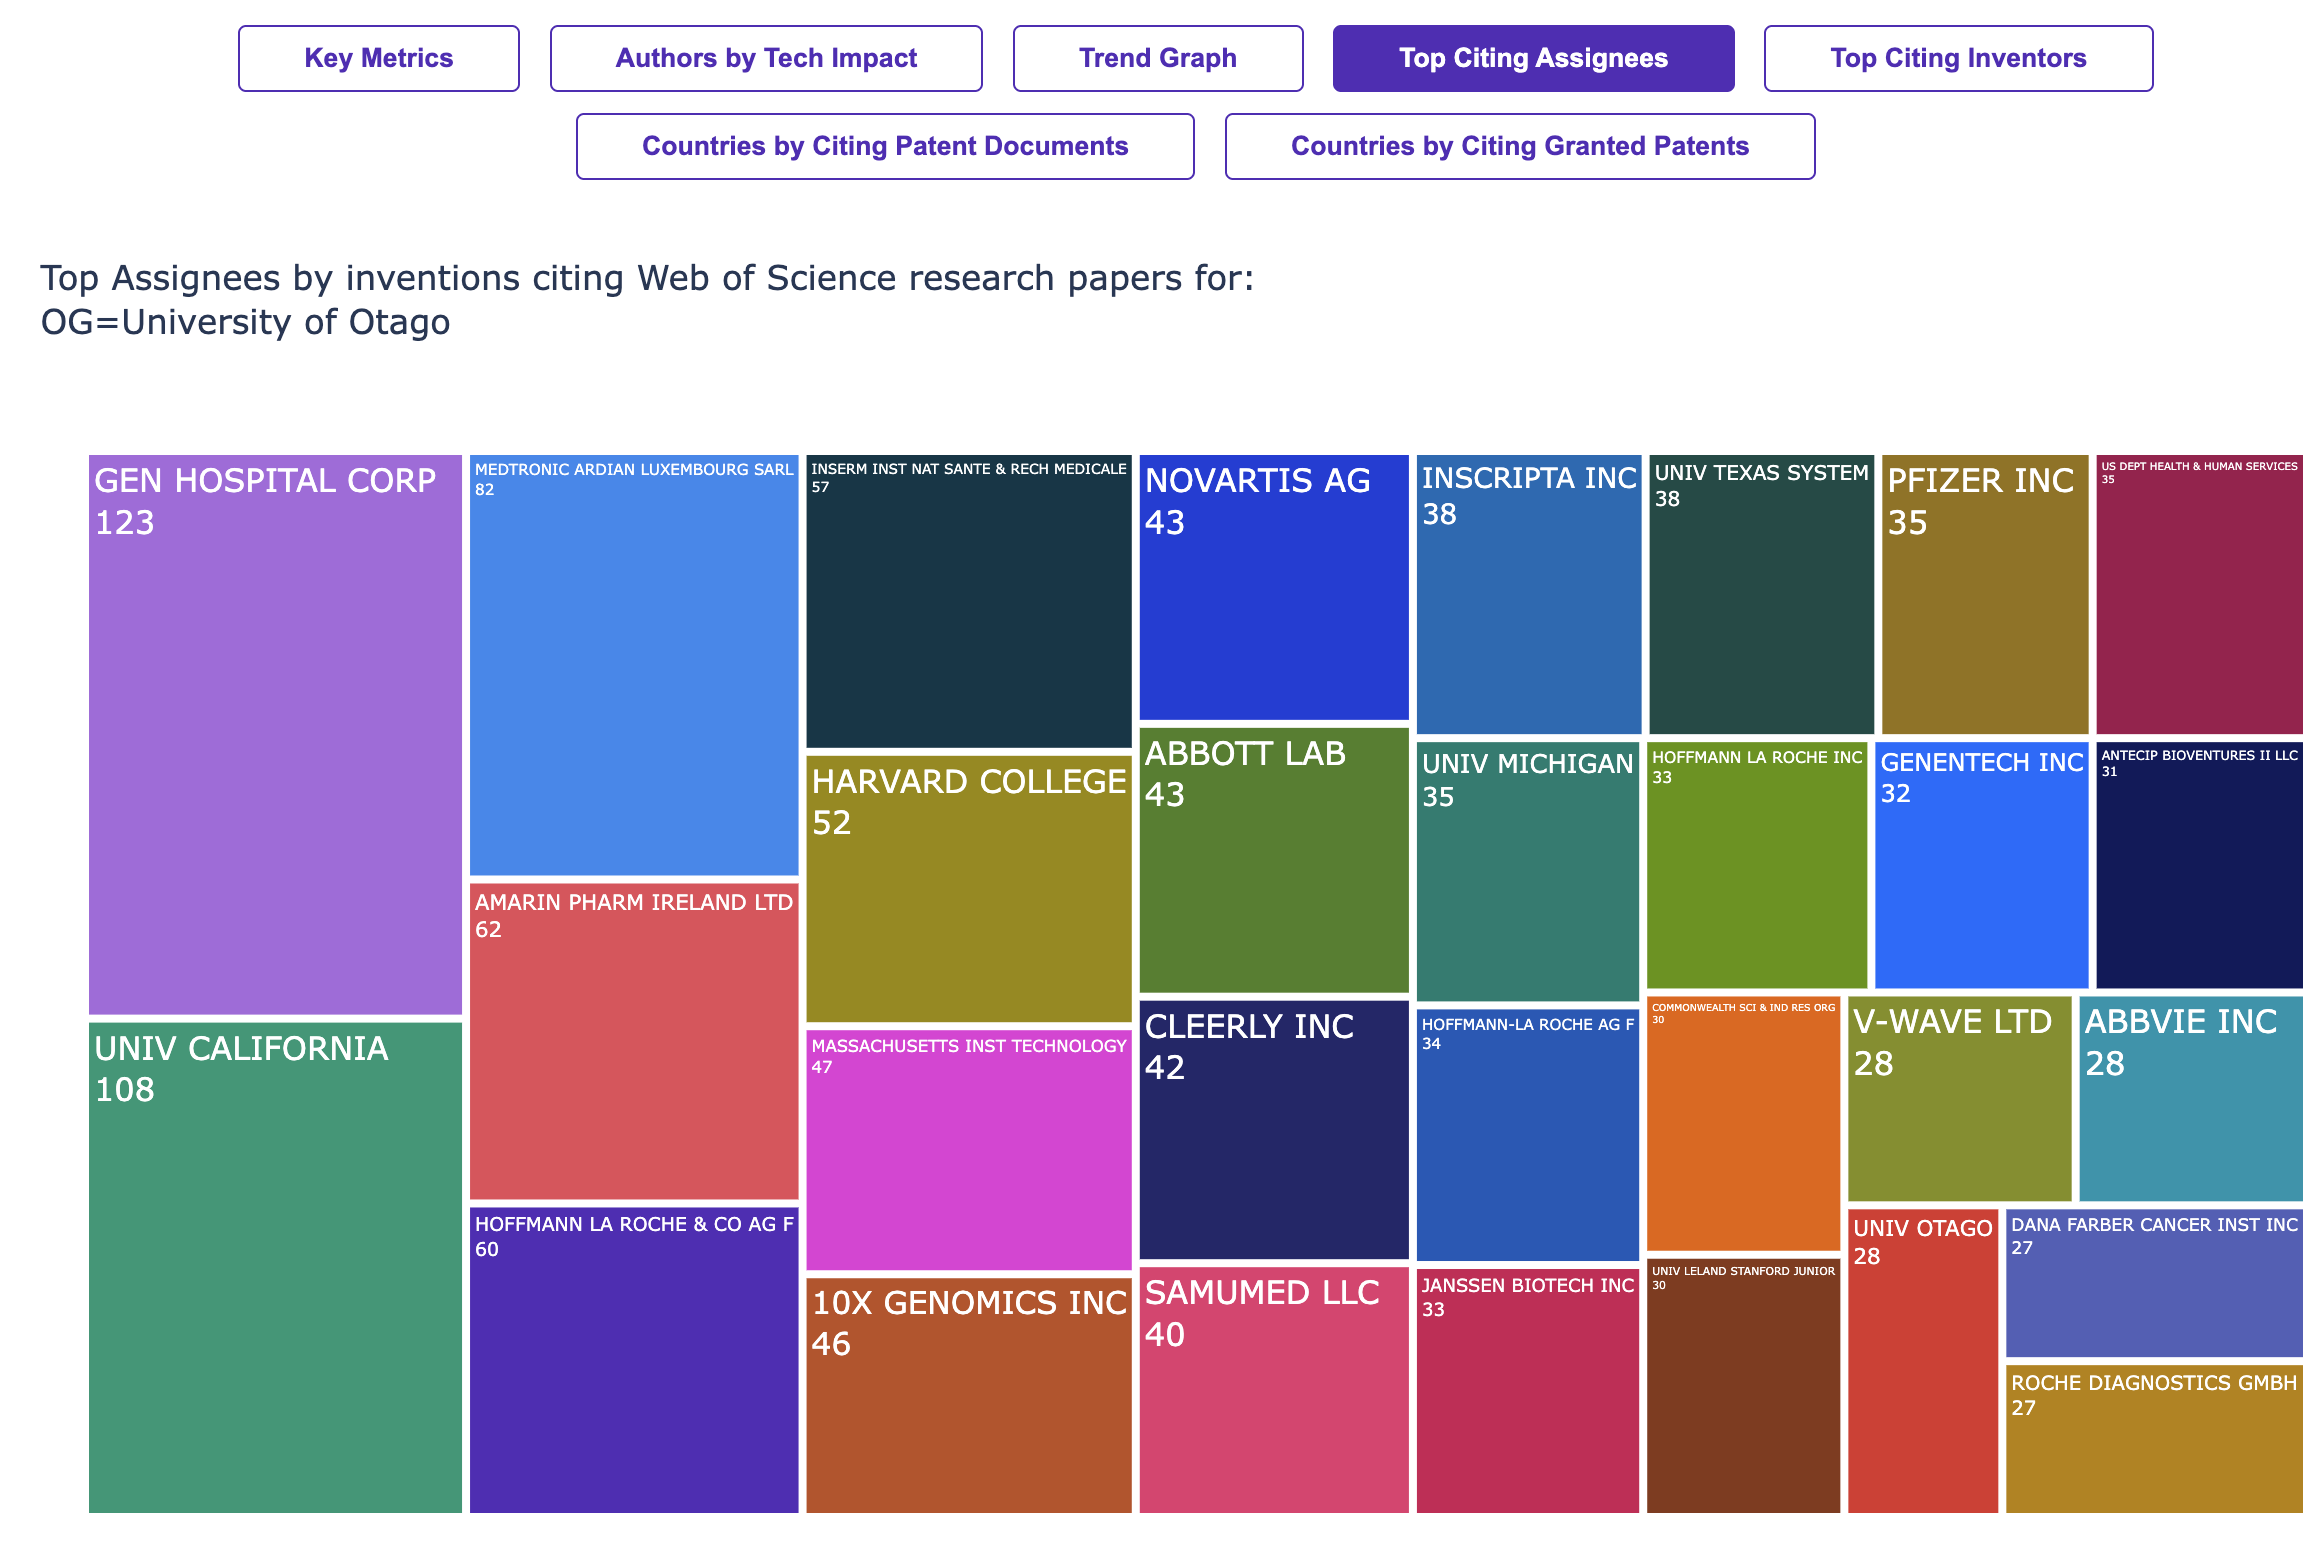 Key Metrics
Authors by Tech Impact
Trend Graph
Top Citing Assignees
Top Citing Inventors
Countries by Citing Patent Documents
Countries by Citing Granted Patents
Top Assignees by inventions citing Web of Science research papers for:
OG=University of Otago
GEN HOSPITAL CORP
123
UNIV CALIFORNIA
108
MEDTRONIC ARDIAN LUXEMBOURG SARL
82
AMARIN PHARM IRELAND LTD
62
HOFFMANN LA ROCHE & CO AG F
60
INSERM INST NAT SANTE & RECH MEDICALE
57
HARVARD COLLEGE
52
MASSACHUSETTS INST TECHNOLOGY
47
10X GENOMICS INC
46
NOVARTIS AG
43
ABBOTT LAB
43
CLEERLY INC
42
SAMUMED LLC
40
INSCRIPTA INC
38
UNIV TEXAS SYSTEM
38
PFIZER INC
35
US DEPT HEALTH & HUMAN SERVICES
35
UNIV MICHIGAN
35
HOFFMANN-LA ROCHE AG F
34
JANSSEN BIOTECH INC
33
HOFFMANN LA ROCHE INC
33
GENENTECH INC
32
ANTECIP BIOVENTURES II LLC
31
COMMONWEALTH SCI & IND RES ORG
30
UNIV LELAND STANFORD JUNIOR
30
V-WAVE LTD
28
ABBVIE INC
28
UNIV OTAGO
28
DANA FARBER CANCER INST INC
27
ROCHE DIAGNOSTICS GMBH
27